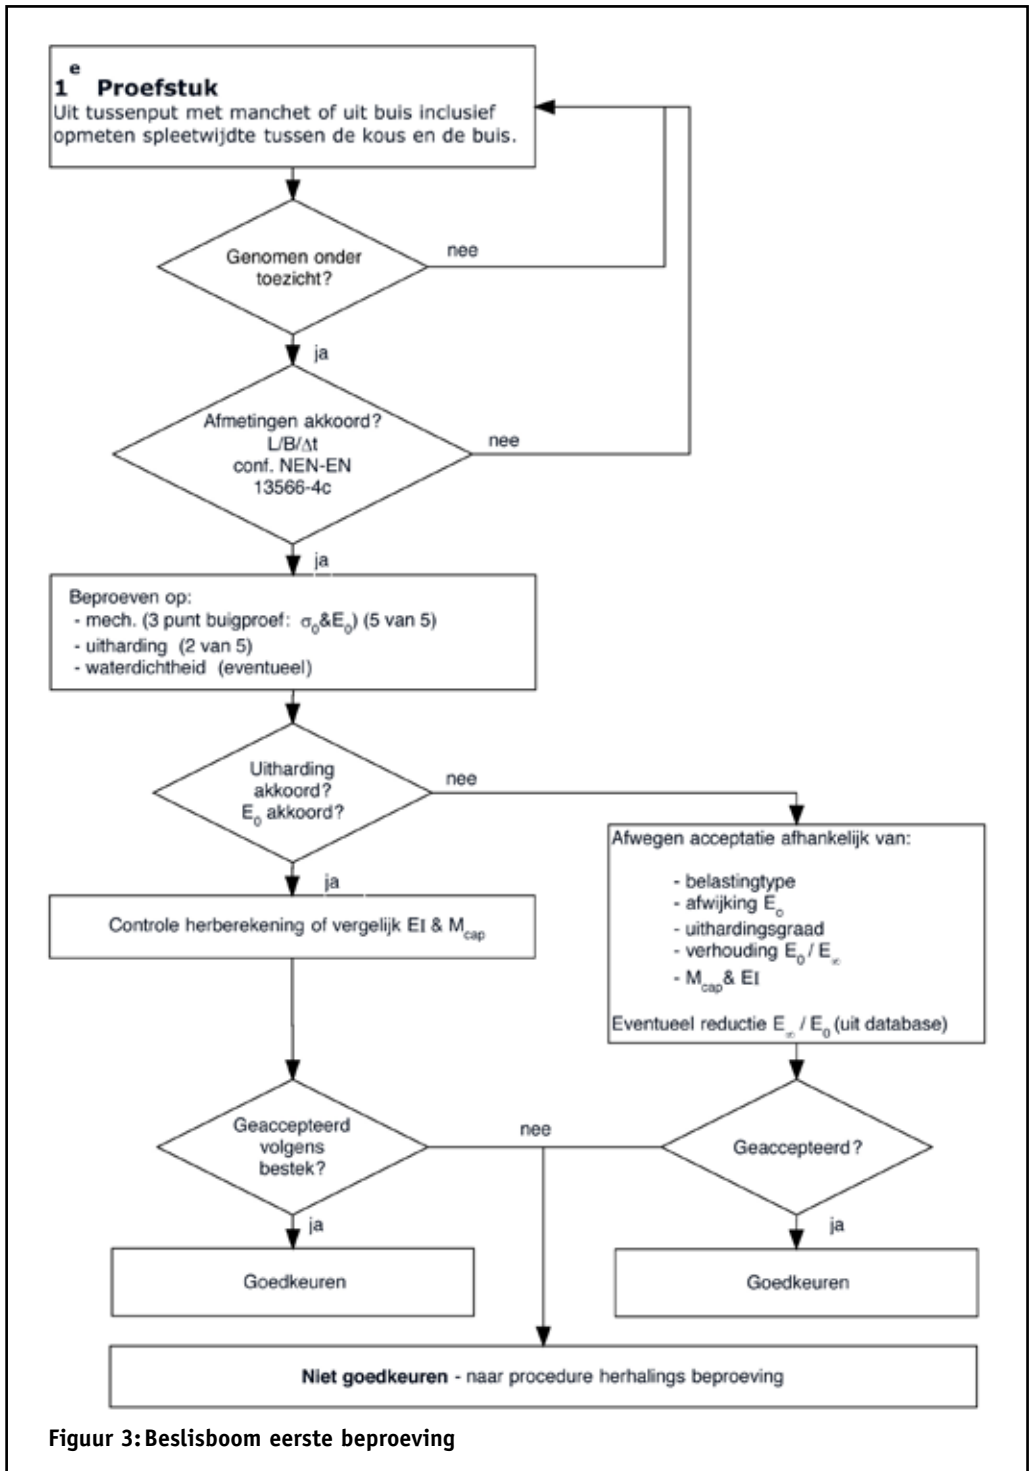 1e Proefstuk
Uit tussenput met manchet of uit buis inclusief
opmeten spleetwijdte tussen de kous en de buis.
Genomen onder
toezicht?
nee
ja
Afmetingen akkoord?
L/B/Δt
conf. NEN-EN
13566-4c
nee
ja
Beproeven op:
- mech. (3 punt buigproef: σ0&E0) (5 van 5)
- uitharding (2 van 5)
- waterdichtheid (eventueel)
Uitharding
akkoord?
E0 akkoord?
nee
ja
Afwegen acceptatie afhankelijk van:
- belastingtype
- afwijking E0
- uithardingsgraad
- verhouding E0 / E∞
- Mcap & EI
Eventueel reductie E∞ / E0 (uit database)
Controle herberekening of vergelijk EI & Mcap
Geaccepteerd
volgens
bestek?
nee
Geaccepteerd?
ja
ja
Goedkeuren
Goedkeuren
Niet goedkeuren - naar procedure herhalings beproeving
Figuur 3: Beslisboom eerste beproeving